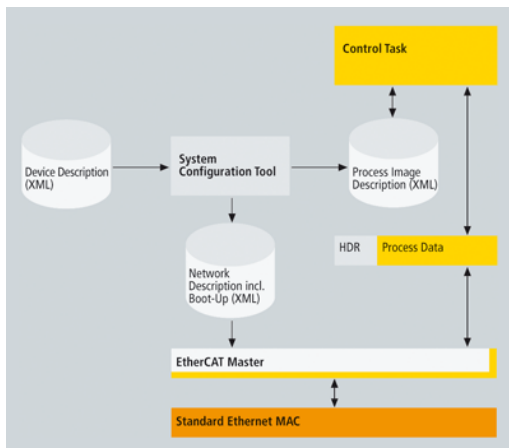 Control Task
Device Description
(XML)
System
Configuration Tool
Process Image
Description (XML)
HDR
Process Data
Network
Description incl.
Boot-Up (XML)
EtherCAT Master
Standard Ethernet MAC